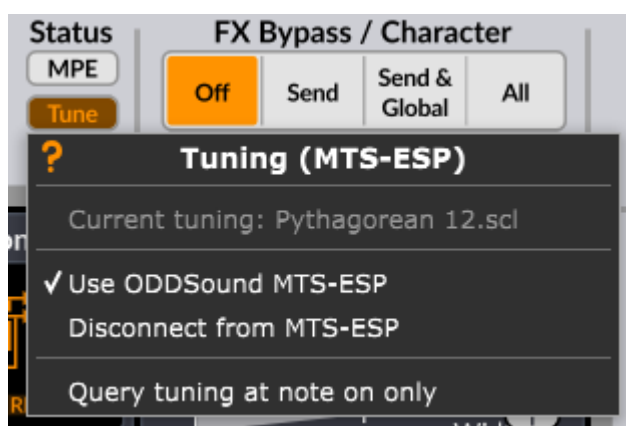 Status
FX Bypass / Character
MPE
Tune
Off
Send
Send &
Global
All
? Tuning (MTS-ESP)
Current tuning: Pythagorean 12.scl
✓ Use ODDSound MTS-ESP
Disconnect from MTS-ESP
Query tuning at note on only